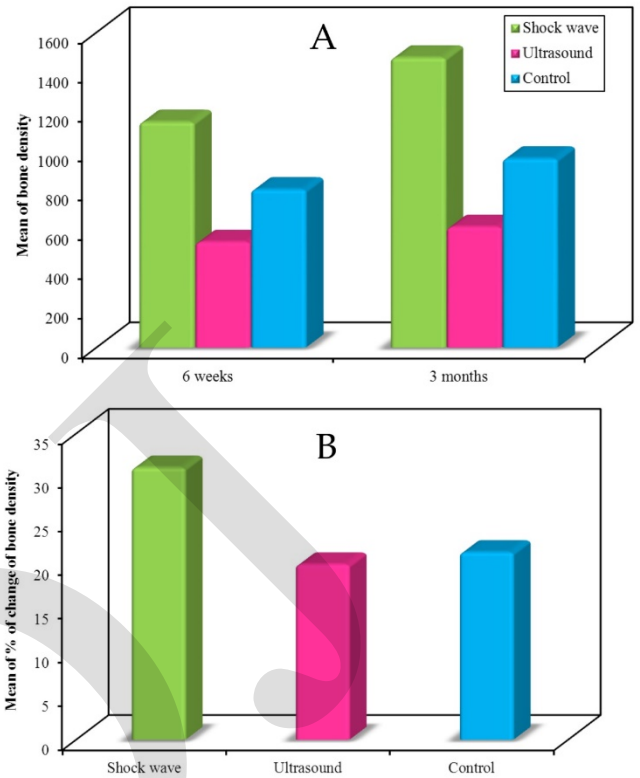 A
Shock wave
Ultrasound
Control
Mean of bone density
1600
1400
1200
1000
800
600
400
200
0
6 weeks
3 months
B
Mean of % of change of bone density
35
30
25
20
15
10
5
0
Shock wave
Ultrasound
Control